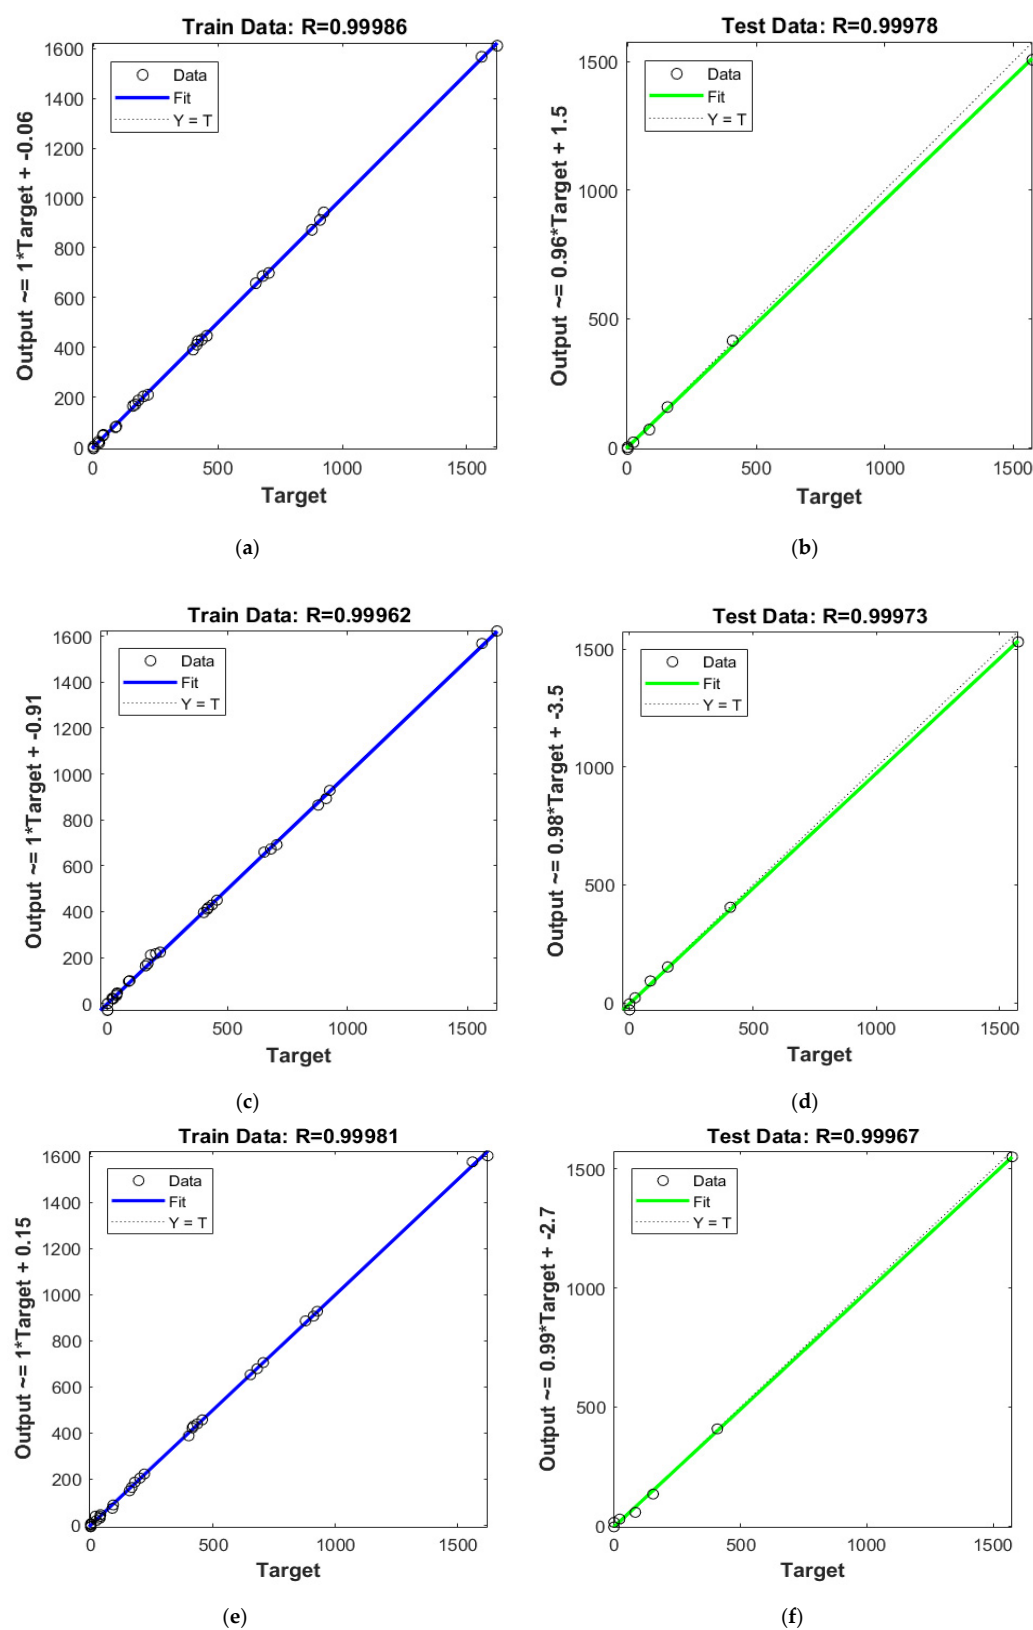 Train Data: R=0.99986
Output ~= 1*Target + -0.06
1600
1400
1200
1000
800
600
400
200
0
Data
Fit
Y = T
0 500 1000 1500
Target
(a)
Test Data: R=0.99978
Output ~= 0.96*Target + 1.5
1500
1000
500
0
Data
Fit
Y = T
0 500 1000 1500
Target
(b)
Train Data: R=0.99962
Output ~= 1*Target + -0.91
1600
1400
1200
1000
800
600
400
200
0
Data
Fit
Y = T
0 500 1000 1500
Target
(c)
Test Data: R=0.99973
Output ~= 0.98*Target + -3.5
1500
1000
500
0
Data
Fit
Y = T
0 500 1000 1500
Target
(d)
Train Data: R=0.99981
Output ~= 1*Target + 0.15
1600
1400
1200
1000
800
600
400
200
0
Data
Fit
Y = T
0 500 1000 1500
Target
(e)
Test Data: R=0.99967
Output ~= 0.99*Target + -2.7
1500
1000
500
0
Data
Fit
Y = T
0 500 1000 1500
Target
(f)